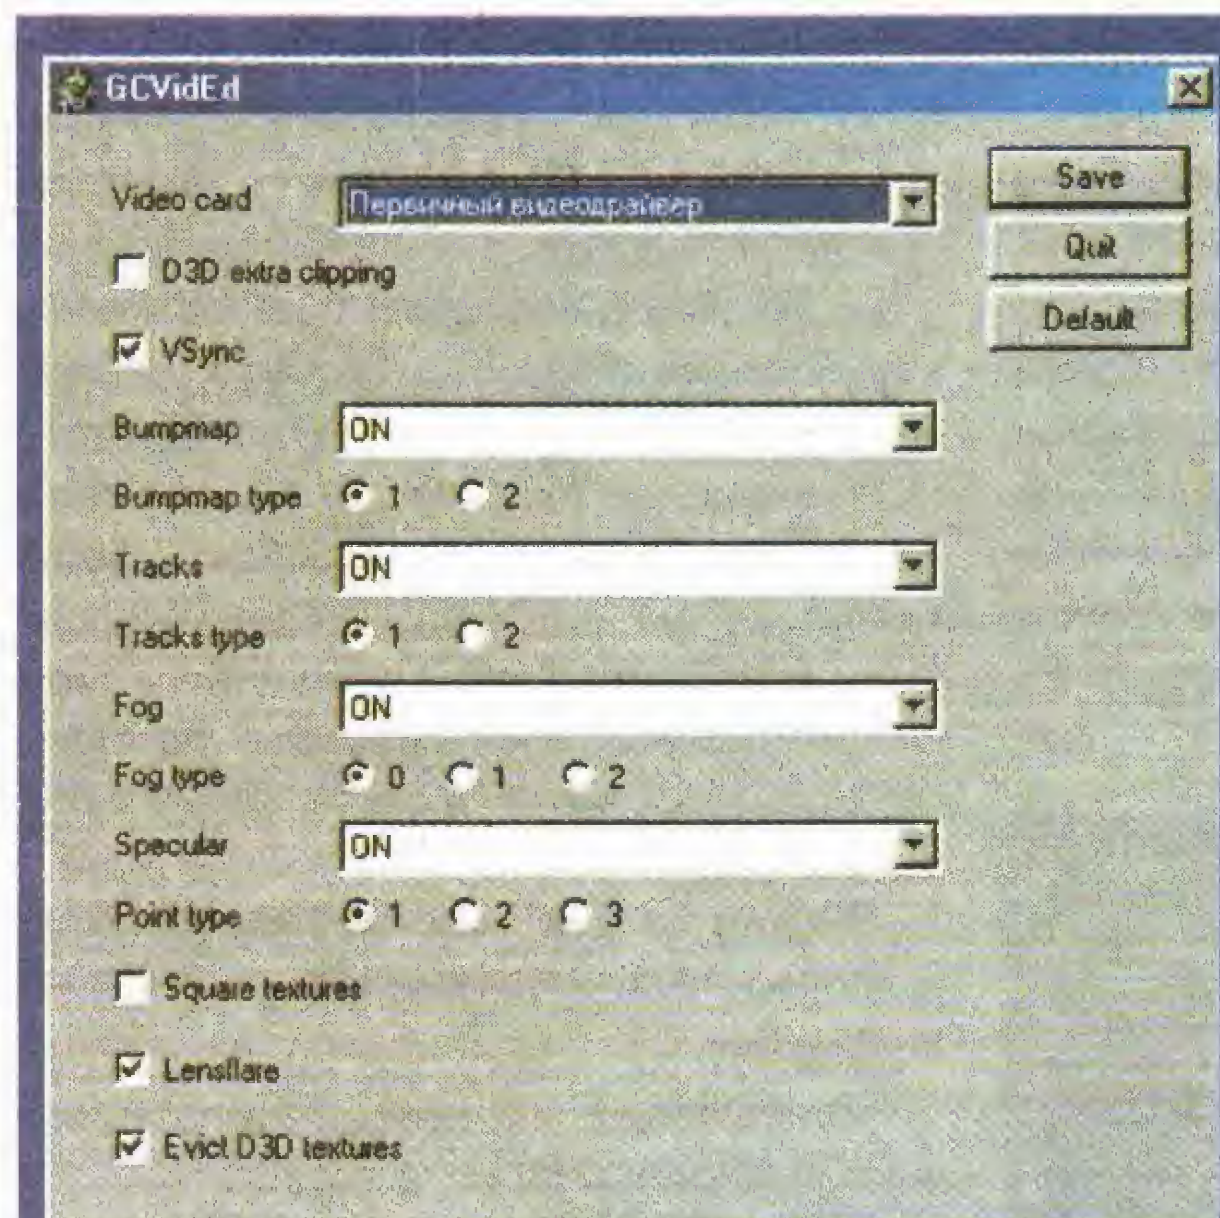 GCVidEd
Video card Первичный видеодрайвер
Save
D3D extra clipping
Quit
VSync
Default
Bumpmap ON
Bumpmap type 1 2
Tracks ON
Tracks type 1 2
Fog ON
Fog type 0 1 2
Specular ON
Point type 1 2 3
Square textures
Lensflare
Evict D3D textures